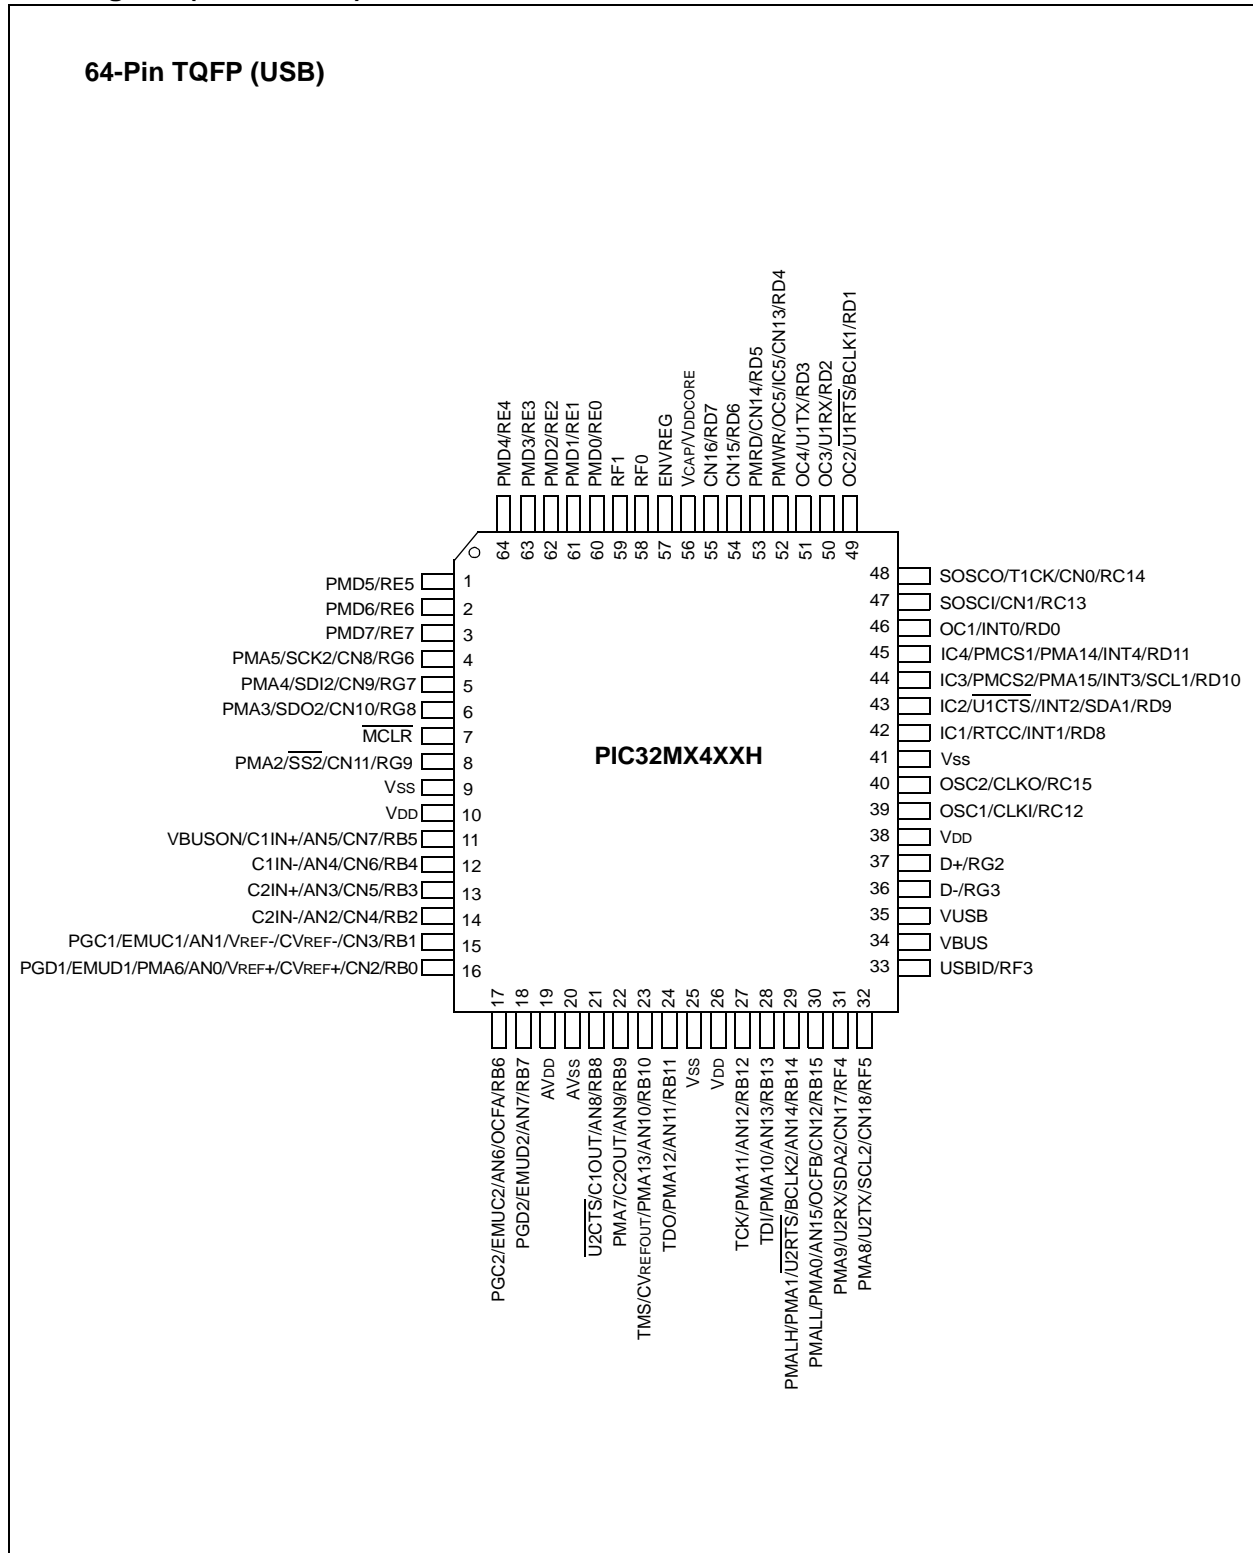 64-Pin TQFP (USB)
PMD4/RE4
PMD3/RE3
PMD2/RE2
PMD1/RE1
PMD0/RE0
RF1
RF0
ENVREG
VCAP/VDDCORE
CN16/RD7
CN15/RD6
PMRD/CN14/RD5
PMWR/OC5/IC5/CN13/RD4
OC4/U1TX/RD3
OC3/U1RX/RD2
OC2/U1RTS/BCLK1/RD1
64 63 62 61 60 59 58 57 56 55 54 53 52 51 50 49
PMD5/RE5 1
PMD6/RE6 2
PMD7/RE7 3
PMA5/SCK2/CN8/RG6 4
PMA4/SDI2/CN9/RG7 5
PMA3/SDO2/CN10/RG8 6
MCLR 7
PMA2/SS2/CN11/RG9 8
VSS 9
VDD 10
VBUSON/C1IN+/AN5/CN7/RB5 11
C1IN-/AN4/CN6/RB4 12
C2IN+/AN3/CN5/RB3 13
C2IN-/AN2/CN4/RB2 14
PGC1/EMUC1/AN1/VREF-/CVREF-/CN3/RB1 15
PGD1/EMUD1/PMA6/AN0/VREF+/CVREF+/CN2/RB0 16
PIC32MX4XXH
48 SOSCO/T1CK/CN0/RC14
47 SOSCI/CN1/RC13
46 OC1/INT0/RD0
45 IC4/PMCS1/PMA14/INT4/RD11
44 IC3/PMCS2/PMA15/INT3/SCL1/RD10
43 IC2/U1CTS//INT2/SDA1/RD9
42 IC1/RTCC/INT1/RD8
41 Vss
40 OSC2/CLKO/RC15
39 OSC1/CLKI/RC12
38 VDD
37 D+/RG2
36 D-/RG3
35 VUSB
34 VBUS
33 USBID/RF3
17 18 19 20 21 22 23 24 25 26 27 28 29 30 31 32
PGC2/EMUC2/AN6/OCFA/RB6
PGD2/EMUD2/AN7/RB7
AVDD
AVSS
U2CTS/C1OUT/AN8/RB8
PMA7/C2OUT/AN9/RB9
TMS/CVREFOUT/PMA13/AN10/RB10
TDO/PMA12/AN11/RB11
VSS
VDD
TCK/PMA11/AN12/RB12
TDI/PMA10/AN13/RB13
PMALH/PMA1/U2RTS/BCLK2/AN14/RB14
PMALL/PMA0/AN15/OCFB/CN12/RB15
PMA9/U2RX/SDA2/CN17/RF4
PMA8/U2TX/SCL2/CN18/RF5